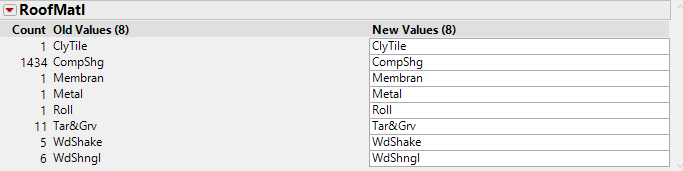 RoofMatl
Count Old Values (8) New Values (8)
1 ClyTile ClyTile
1434 CompShg CompShg
1 Membran Membran
1 Metal Metal
1 Roll Roll
11 Tar&Grv Tar&Grv
5 WdShake WdShake
6 WdShngl WdShngl